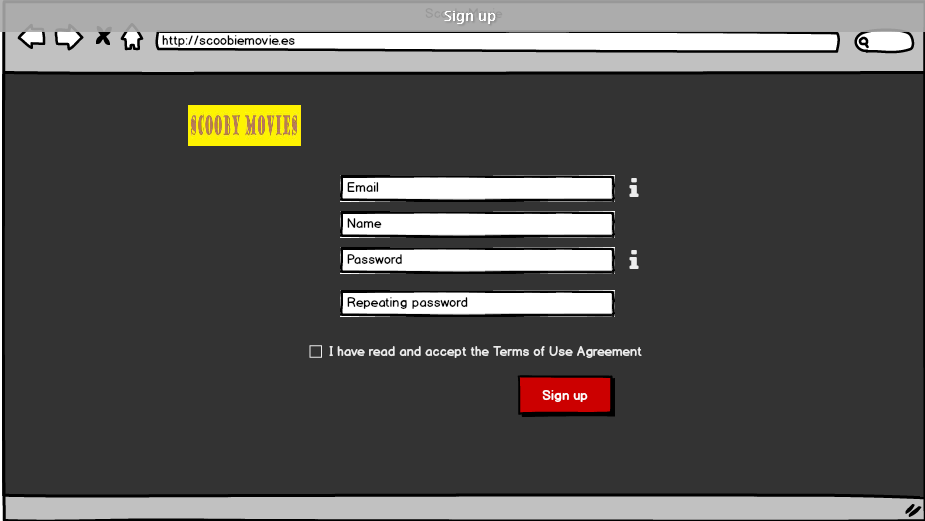 Sign up
http://scoobiemovie.es
SCOOBY MOVIES
Email
Name
Password
Repeating password
I have read and accept the Terms of Use Agreement
Sign up